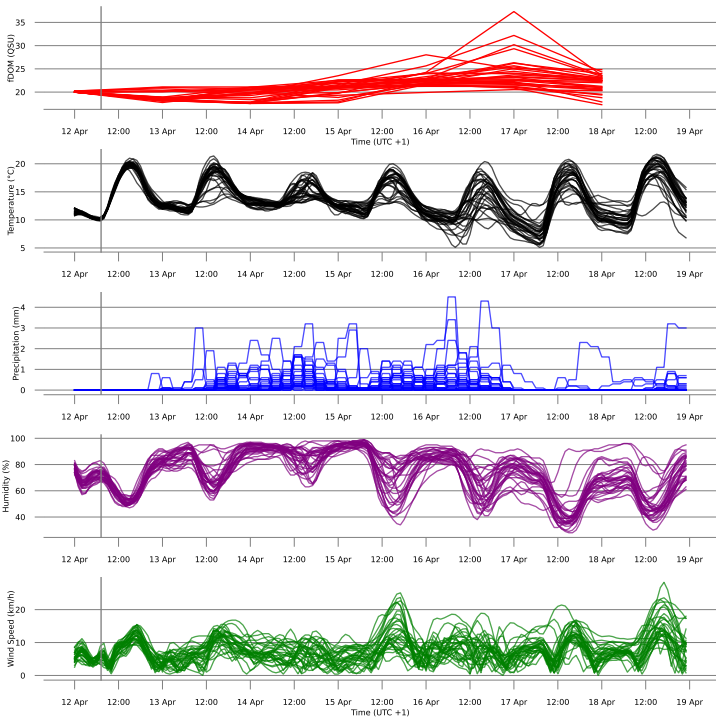 fDOM (QSU)
35
30
25
20
12 Apr 12:00 13 Apr 12:00 14 Apr 12:00 15 Apr 12:00 16 Apr 12:00 17 Apr 12:00 18 Apr 12:00 19 Apr
Time (UTC +1)
Temperature (°C)
20
15
10
5
12 Apr 12:00 13 Apr 12:00 14 Apr 12:00 15 Apr 12:00 16 Apr 12:00 17 Apr 12:00 18 Apr 12:00 19 Apr
Precipitation (mm)
4
3
2
1
0
12 Apr 12:00 13 Apr 12:00 14 Apr 12:00 15 Apr 12:00 16 Apr 12:00 17 Apr 12:00 18 Apr 12:00 19 Apr
Humidity (%)
100
80
60
40
12 Apr 12:00 13 Apr 12:00 14 Apr 12:00 15 Apr 12:00 16 Apr 12:00 17 Apr 12:00 18 Apr 12:00 19 Apr
Wind Speed (km/h)
20
10
0
12 Apr 12:00 13 Apr 12:00 14 Apr 12:00 15 Apr 12:00 16 Apr 12:00 17 Apr 12:00 18 Apr 12:00 19 Apr
Time (UTC +1)